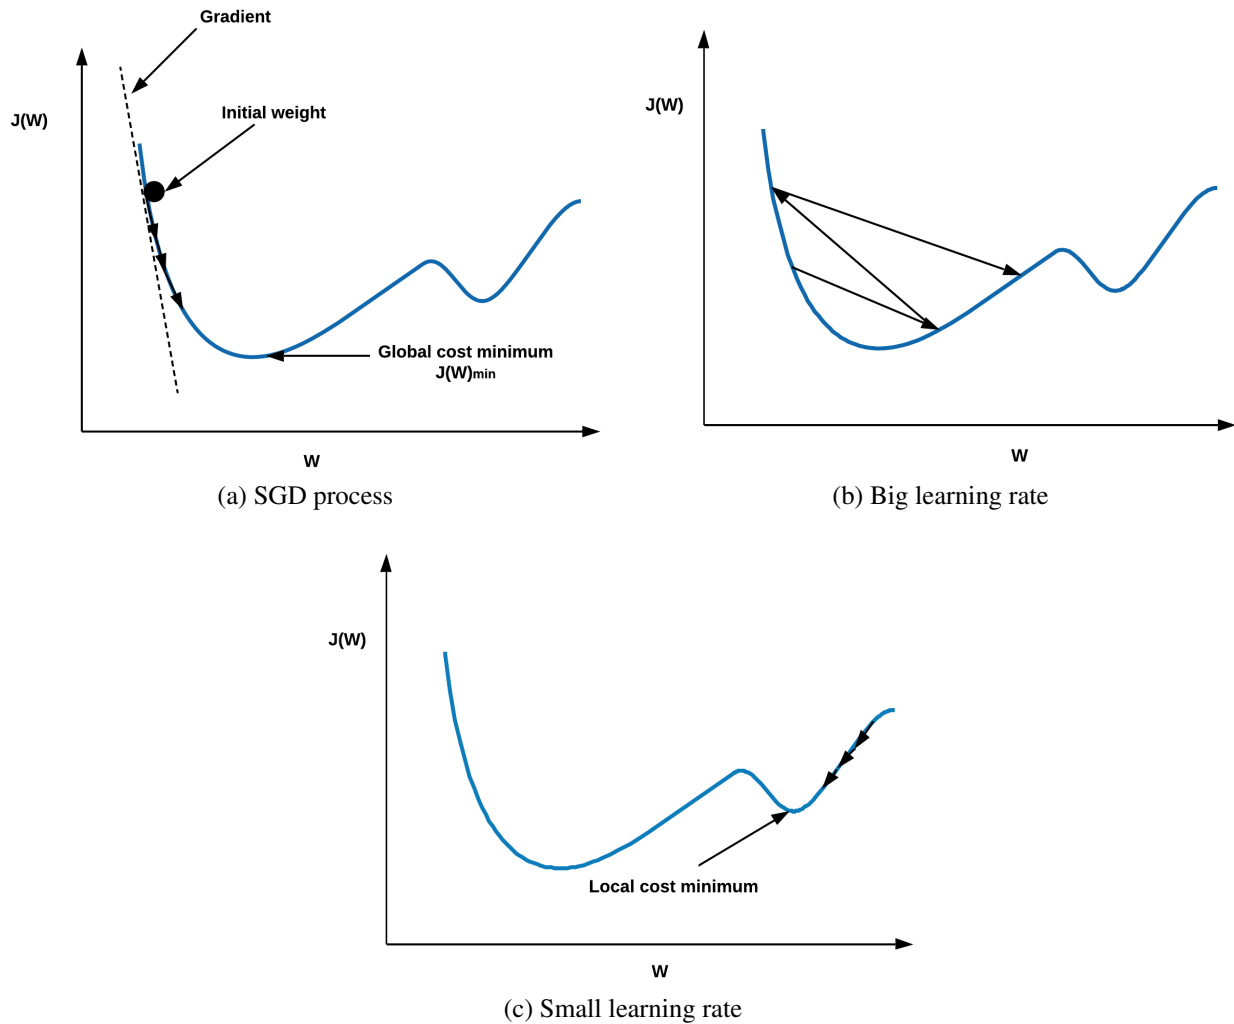 Gradient
Initial weight
J(W)
Global cost minimum
J(W)min
W
(a) SGD process
J(W)
W
(b) Big learning rate
J(W)
Local cost minimum
W
(c) Small learning rate